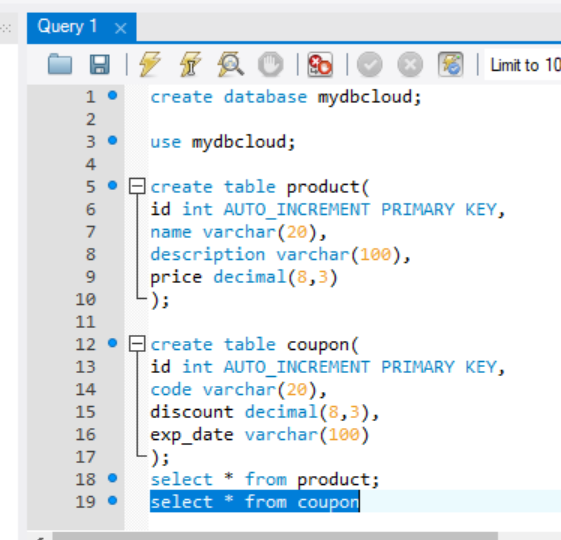 Query 1
Limit to 10
1 create database mydbcloud;
2
3 use mydbcloud;
4
5 create table product(
6 id int AUTO_INCREMENT PRIMARY KEY,
7 name varchar(20),
8 description varchar(100),
9 price decimal(8,3)
10 );
11
12 create table coupon(
13 id int AUTO_INCREMENT PRIMARY KEY,
14 code varchar(20),
15 discount decimal(8,3),
16 exp_date varchar(100)
17 );
18 select * from product;
19 select * from coupon